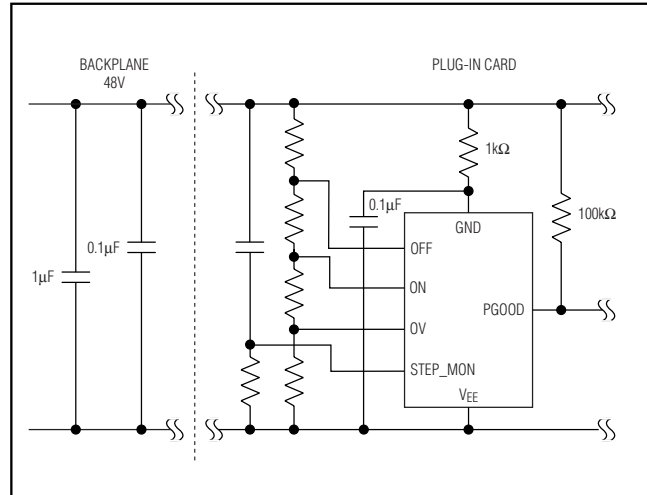 BACKPLANE
48V
PLUG-IN CARD
1kΩ
0.1µF
100kΩ
GND
0.1µF
1µF
OFF
ON
OV
PGOOD
STEP_MON
VEE